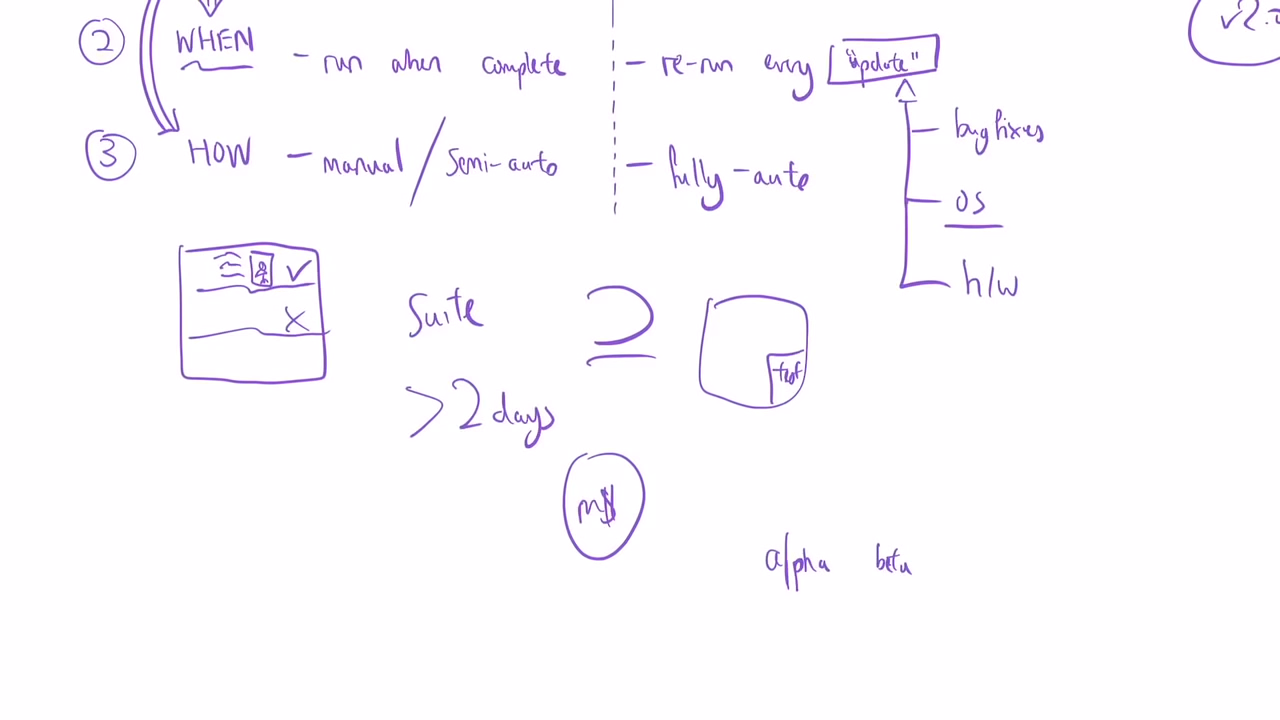 2 WHEN - run when complete - re-run every "update"
- bug fixes
3 HOW - manual / semi-auto - fully-auto
- OS
- h/w
Suite ⊇ test
> 2 days
m$
alpha beta